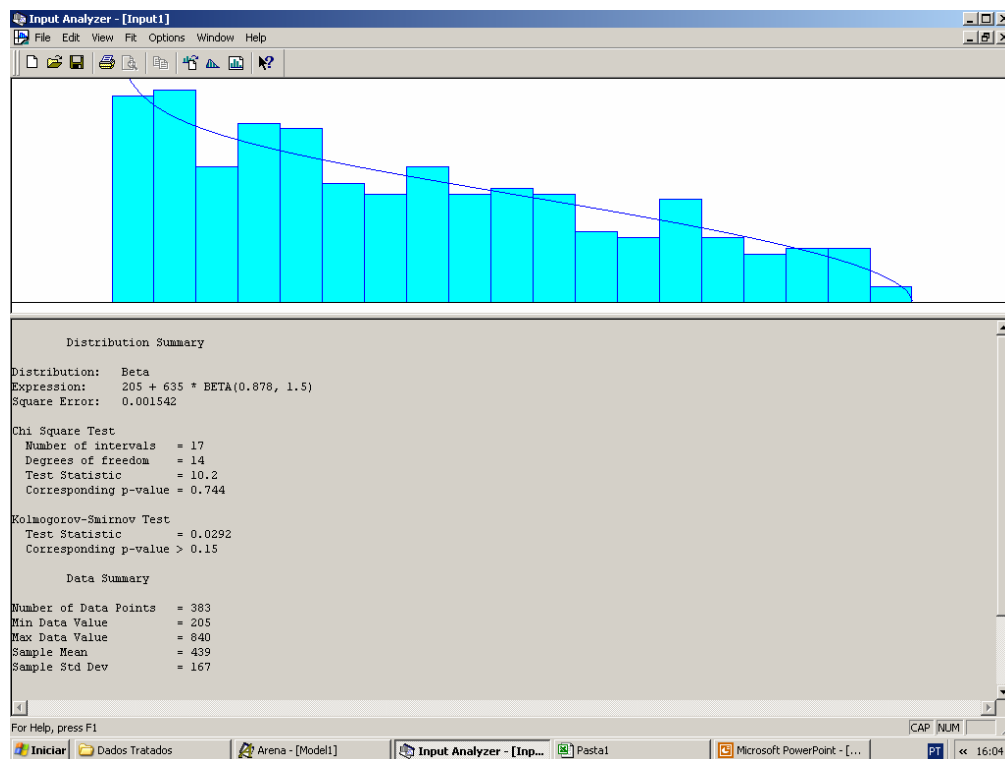 Input Analyzer - [Input1]
File Edit View Fit Options Window Help
Distribution Summary
Distribution: Beta
Expression: 205 + 635 * BETA(0.878, 1.5)
Square Error: 0.001542
Chi Square Test
Number of intervals = 17
Degrees of freedom = 14
Test Statistic = 10.2
Corresponding p-value = 0.744
Kolmogorov-Smirnov Test
Test Statistic = 0.0292
Corresponding p-value > 0.15
Data Summary
Number of Data Points = 383
Min Data Value = 205
Max Data Value = 840
Sample Mean = 439
Sample Std Dev = 167
For Help, press F1 CAP NUM
Iniciar Dados Tratados Arena - [Model1] Input Analyzer - [Inp... Pasta1 Microsoft PowerPoint - [... PT « 16:04